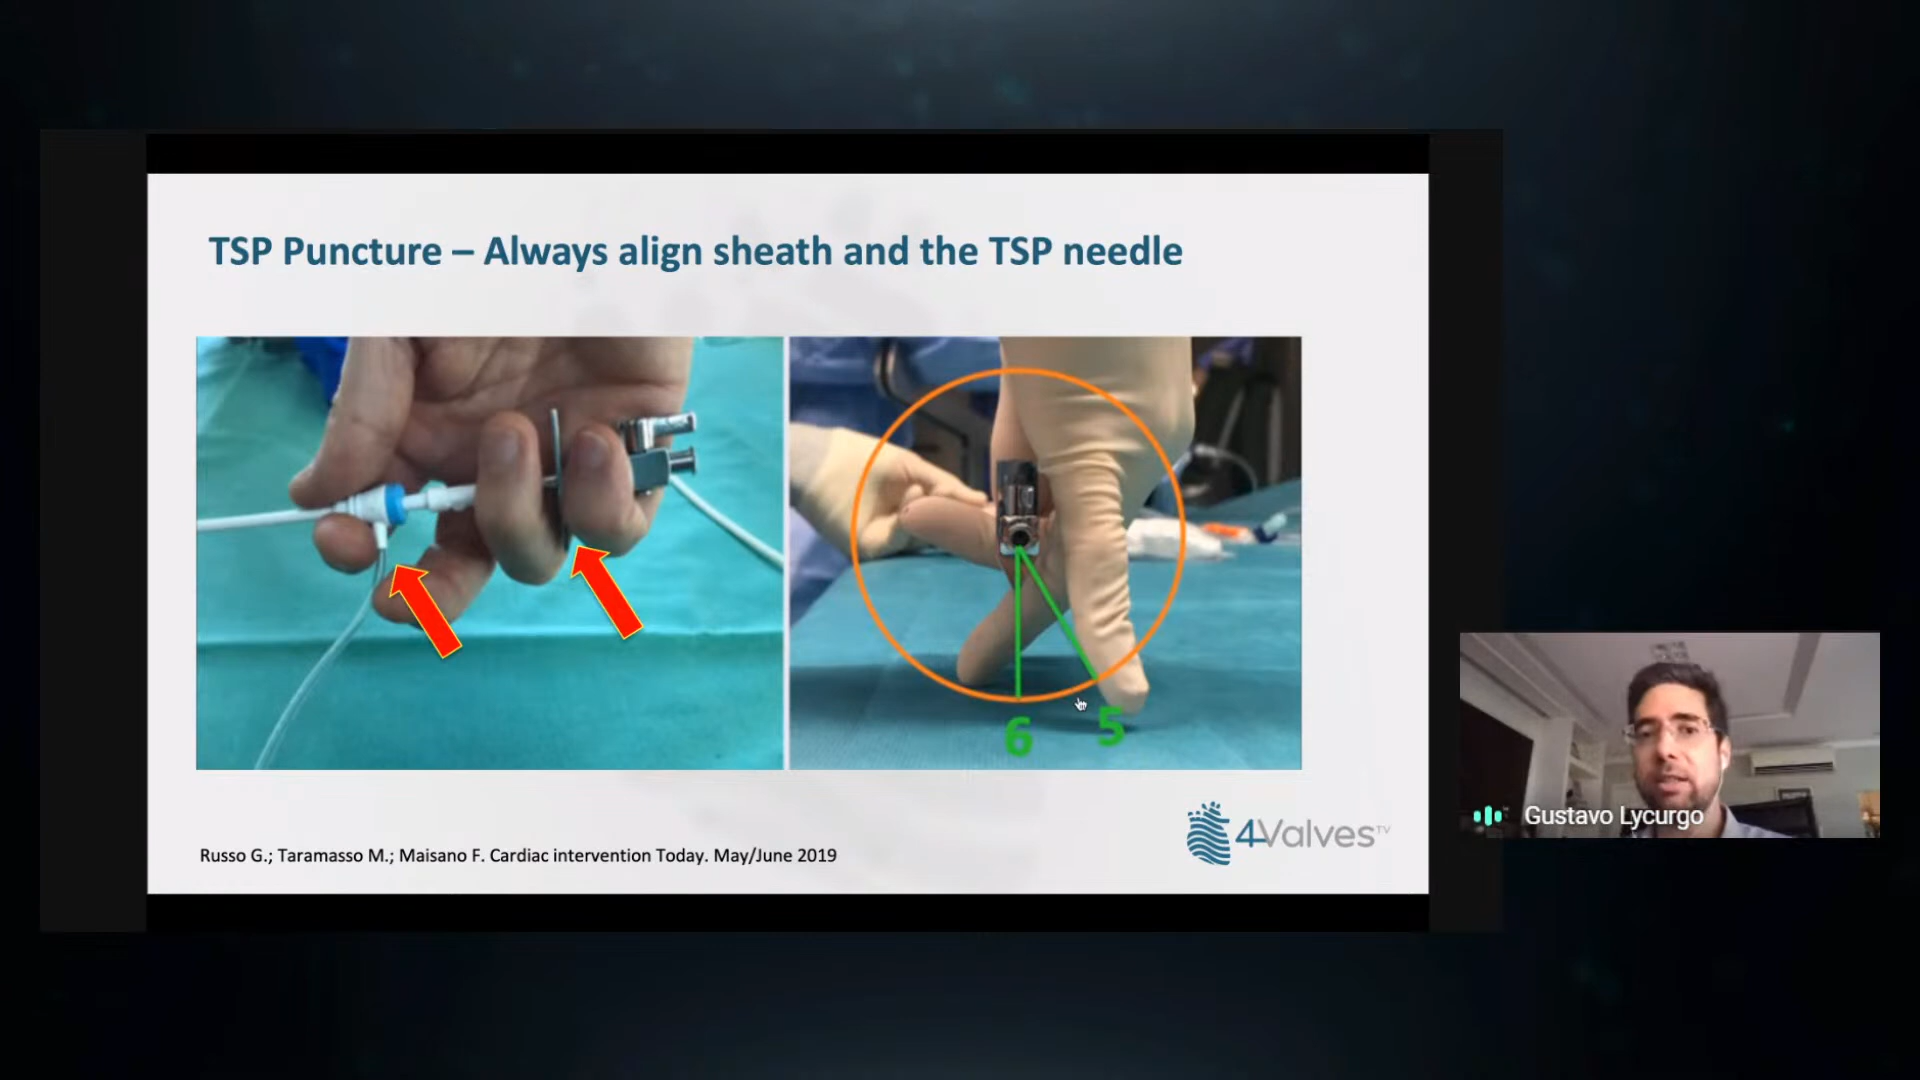 TSP Puncture – Always align sheath and the TSP needle
6
5
Russo G.; Taramasso M.; Maisano F. Cardiac intervention Today. May/June 2019
4Valves TV
Gustavo Lycurgo